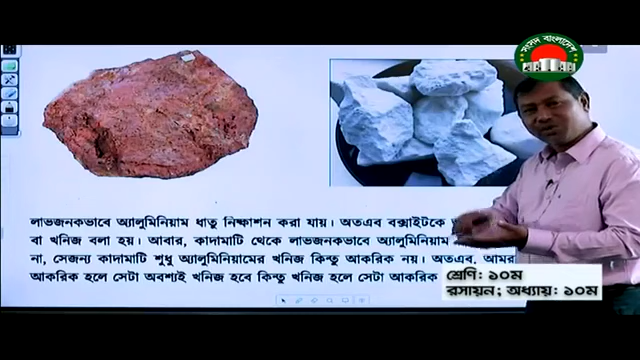 সংসদ বাংলাদেশ
লাভজনকভাবে অ্যালুমিনিয়াম ধাতু নিষ্কাশন করা যায়। অতএব বক্সাইটকে
বা খনিজ বলা হয়। আবার, কাদামাটি থেকে লাভজনকভাবে অ্যালুমিনিয়াম
না, সেজন্য কাদামাটি শুধু অ্যালুমিনিয়ামের খনিজ কিন্তু আকরিক নয়। অতএব, আমর
আকরিক হলে সেটা অবশ্যই খনিজ হবে কিন্তু খনিজ হলে সেটা আকরিক
শ্রেণি: ১০ম
রসায়ন; অধ্যায়: ১০ম